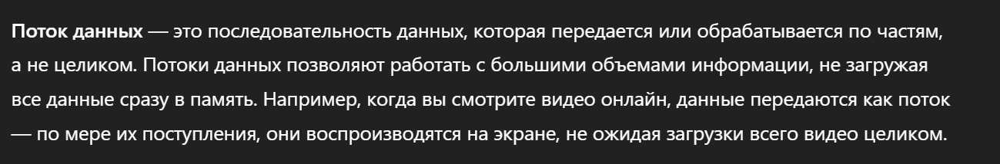 Поток данных — это последовательность данных, которая передается или обрабатывается по частям,
а не целиком. Потоки данных позволяют работать с большими объемами информации, не загружая
все данные сразу в память. Например, когда вы смотрите видео онлайн, данные передаются как поток
— по мере их поступления, они воспроизводятся на экране, не ожидая загрузки всего видео целиком.